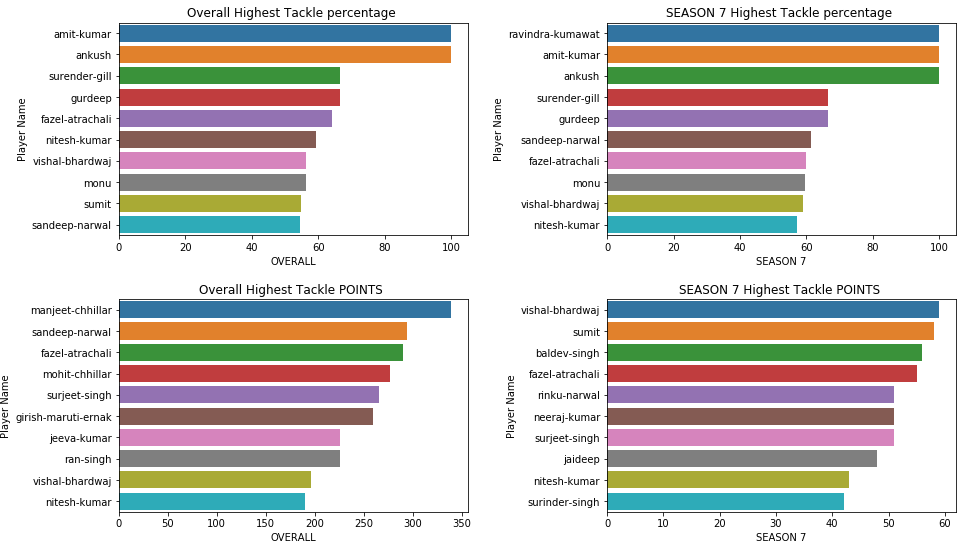 Overall Highest Tackle percentage
Player Name
amit-kumar
ankush
surender-gill
gurdeep
fazel-atrachali
nitesh-kumar
vishal-bhardwaj
monu
sumit
sandeep-narwal
0 20 40 60 80 100
OVERALL
SEASON 7 Highest Tackle percentage
Player Name
ravindra-kumawat
amit-kumar
ankush
surender-gill
gurdeep
sandeep-narwal
fazel-atrachali
monu
vishal-bhardwaj
nitesh-kumar
0 20 40 60 80 100
SEASON 7
Overall Highest Tackle POINTS
Player Name
manjeet-chhillar
sandeep-narwal
fazel-atrachali
mohit-chhillar
surjeet-singh
girish-maruti-ernak
jeeva-kumar
ran-singh
vishal-bhardwaj
nitesh-kumar
0 50 100 150 200 250 300 350
OVERALL
SEASON 7 Highest Tackle POINTS
Player Name
vishal-bhardwaj
sumit
baldev-singh
fazel-atrachali
rinku-narwal
neeraj-kumar
surjeet-singh
jaideep
nitesh-kumar
surinder-singh
0 10 20 30 40 50 60
SEASON 7